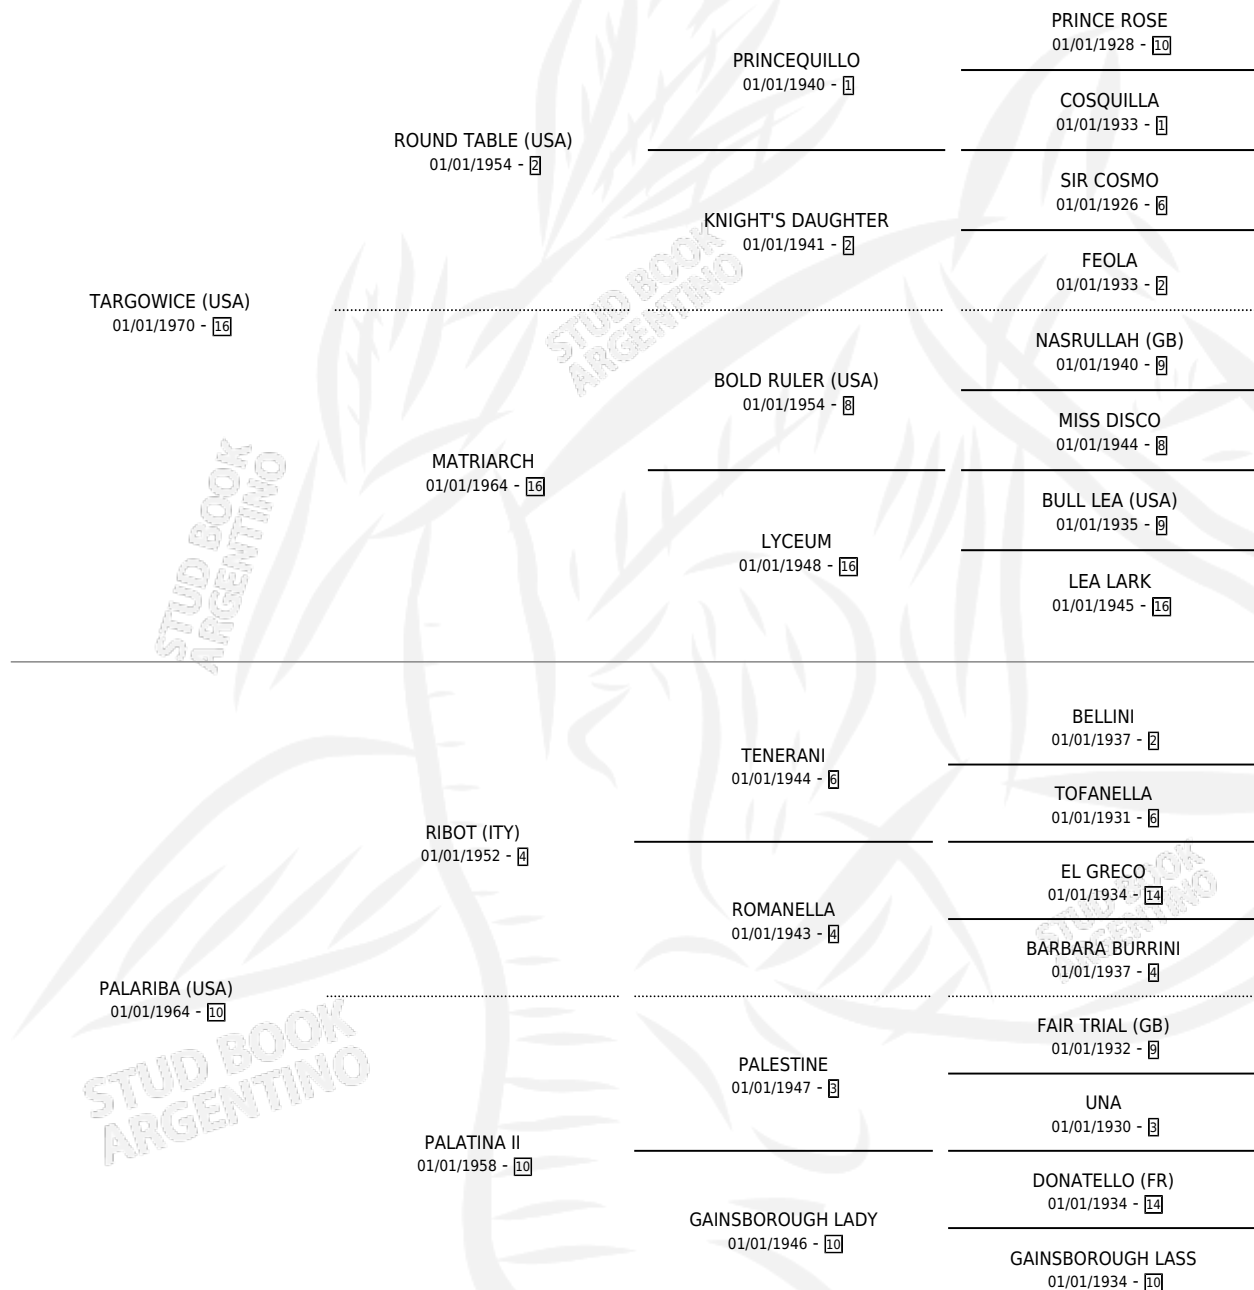 PRINCE ROSE
01/01/1928 - 10
PRINCEQUILLO
01/01/1940 - 1
COSQUILLA
01/01/1933 - 1
ROUND TABLE (USA)
01/01/1954 - 2
SIR COSMO
01/01/1926 - 6
KNIGHT'S DAUGHTER
01/01/1941 - 2
FEOLA
01/01/1933 - 2
TARGOWICE (USA)
01/01/1970 - 16
STUD BOOK
ARGENTINO
NASRULLAH (GB)
01/01/1940 - 9
BOLD RULER (USA)
01/01/1954 - 8
MISS DISCO
01/01/1944 - 8
MATRIARCH
01/01/1964 - 16
BULL LEA (USA)
01/01/1935 - 9
LYCEUM
01/01/1948 - 16
LEA LARK
01/01/1945 - 16
STUD BOOK
ARGENTINO
BELLINI
01/01/1937 - 2
TENERANI
01/01/1944 - 6
TOFANELLA
01/01/1931 - 6
RIBOT (ITY)
01/01/1952 - 4
EL GRECO
01/01/1934 - 14
STUD BOOK
ARGENTINO
ROMANELLA
01/01/1943 - 4
BARBARA BURRINI
01/01/1937 - 4
PALARIBA (USA)
01/01/1964 - 10
STUD BOOK
ARGENTINO
FAIR TRIAL (GB)
01/01/1932 - 9
PALESTINE
01/01/1947 - 3
UNA
01/01/1930 - 3
PALATINA II
01/01/1958 - 10
DONATELLO (FR)
01/01/1934 - 14
GAINSBOROUGH LADY
01/01/1946 - 10
GAINSBOROUGH LASS
01/01/1934 - 10